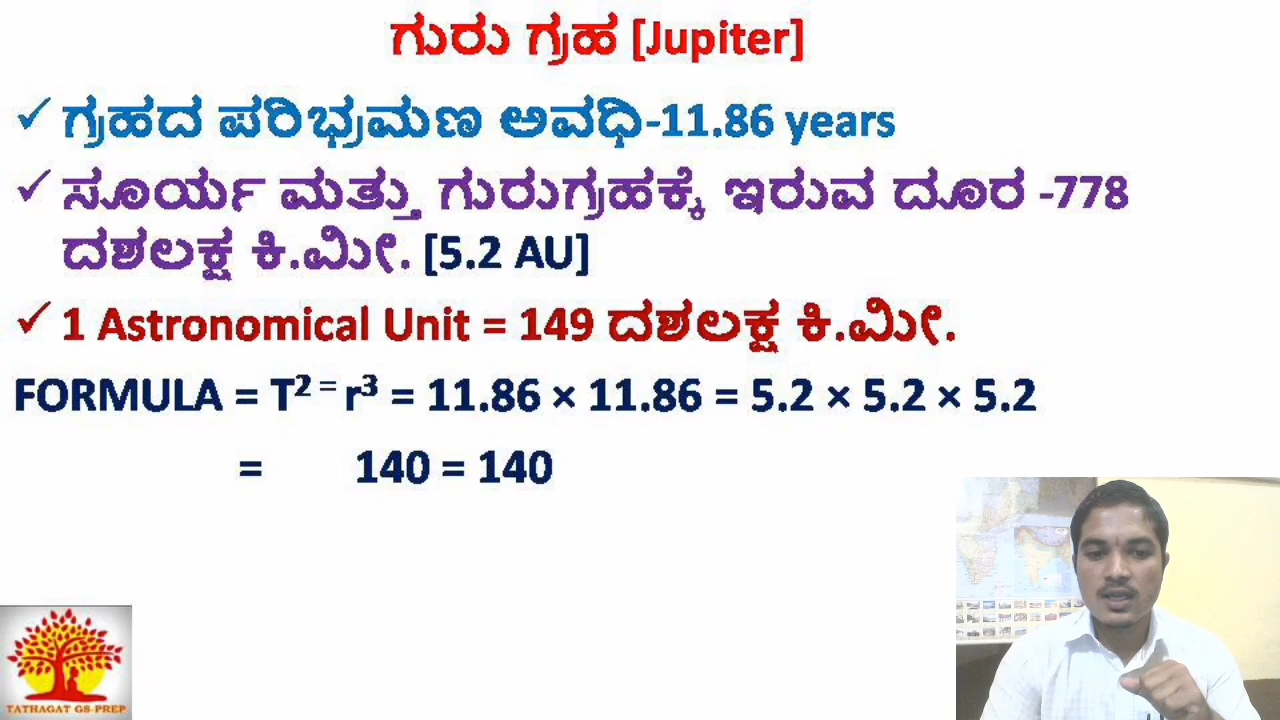 ಗುರು ಗ್ರಹ [Jupiter]
✓ ಗ್ರಹದ ಪರಿಭ್ರಮಣ ಅವಧಿ-11.86 years
✓ ಸೂರ್ಯ ಮತ್ತು ಗುರುಗ್ರಹಕ್ಕೆ ಇರುವ ದೂರ -778
ದಶಲಕ್ಷ ಕಿ.ಮೀ. [5.2 AU]
✓ 1 Astronomical Unit = 149 ದಶಲಕ್ಷ ಕಿ.ಮೀ.
FORMULA = T² ⁼ r³ = 11.86 × 11.86 = 5.2 × 5.2 × 5.2
= 140 = 140
TATHAGAT GS-PREP